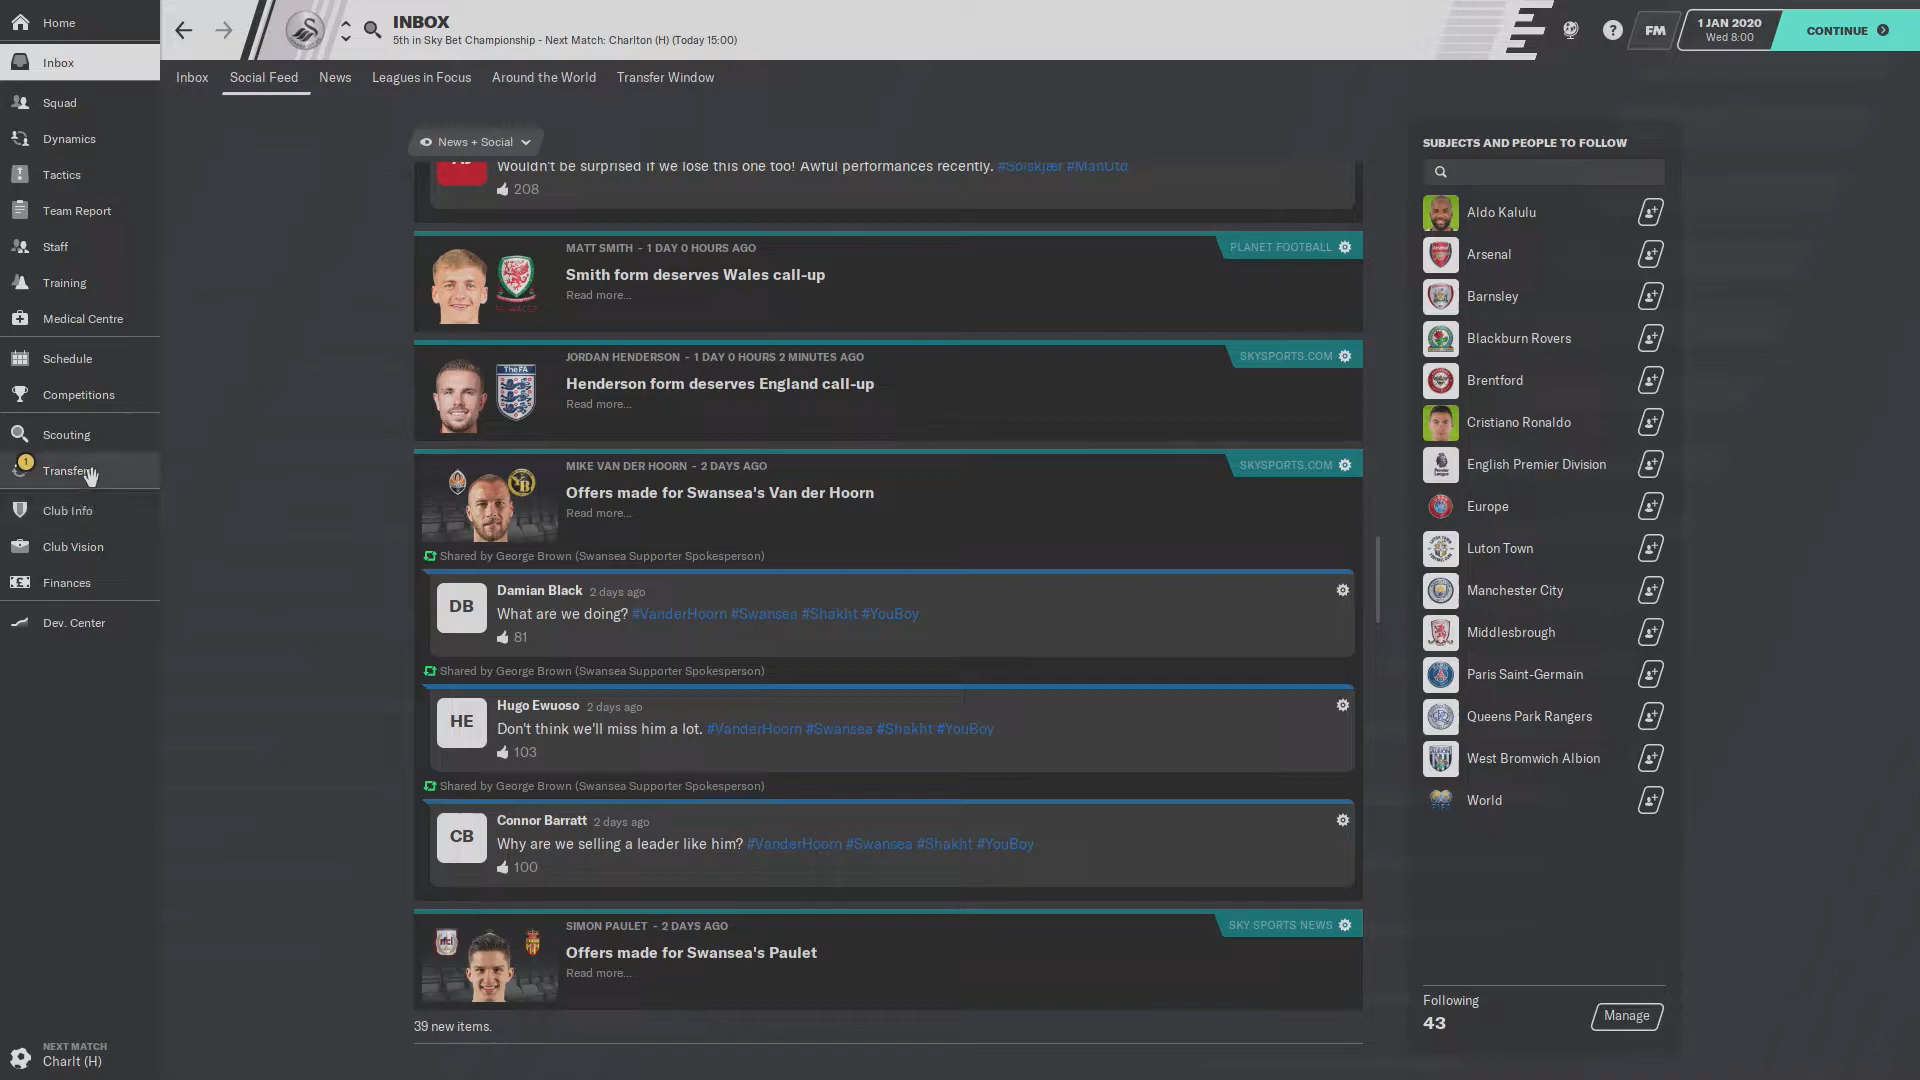 Home
Inbox
Squad
Dynamics
Tactics
Team Report
Staff
Training
Medical Centre
Schedule
Competitions
Scouting
1
Transfers
Club Info
Club Vision
Finances
Dev. Center
NEXT MATCH
Charlt (H)
INBOX
5th in Sky Bet Championship - Next Match: Charlton (H) (Today 15:00)
?
FM
1 JAN 2020
Wed 8:00
CONTINUE
Inbox
Social Feed
News
Leagues in Focus
Around the World
Transfer Window
News + Social
Wouldn't be surprised if we lose this one too! Awful performances recently. #Solskjær #ManUtd
208
MATT SMITH - 1 DAY 0 HOURS AGO
PLANET FOOTBALL
Smith form deserves Wales call-up
Read more...
JORDAN HENDERSON - 1 DAY 0 HOURS 2 MINUTES AGO
SKYSPORTS.COM
The FA
Henderson form deserves England call-up
Read more...
MIKE VAN DER HOORN - 2 DAYS AGO
SKYSPORTS.COM
YB
Offers made for Swansea's Van der Hoorn
Read more...
Shared by George Brown (Swansea Supporter Spokesperson)
DB
Damian Black 2 days ago
What are we doing? #VanderHoorn #Swansea #Shakht #YouBoy
81
Shared by George Brown (Swansea Supporter Spokesperson)
HE
Hugo Ewuoso 2 days ago
Don't think we'll miss him a lot. #VanderHoorn #Swansea #Shakht #YouBoy
103
Shared by George Brown (Swansea Supporter Spokesperson)
CB
Connor Barratt 2 days ago
Why are we selling a leader like him? #VanderHoorn #Swansea #Shakht #YouBoy
100
SIMON PAULET - 2 DAYS AGO
SKY SPORTS NEWS
Offers made for Swansea's Paulet
Read more...
39 new items.
SUBJECTS AND PEOPLE TO FOLLOW
Aldo Kalulu
Arsenal
Barnsley
Blackburn Rovers
Brentford
Cristiano Ronaldo
English Premier Division
Europe
Luton Town
Manchester City
Middlesbrough
Paris Saint-Germain
Queens Park Rangers
West Bromwich Albion
World
Following
43
Manage